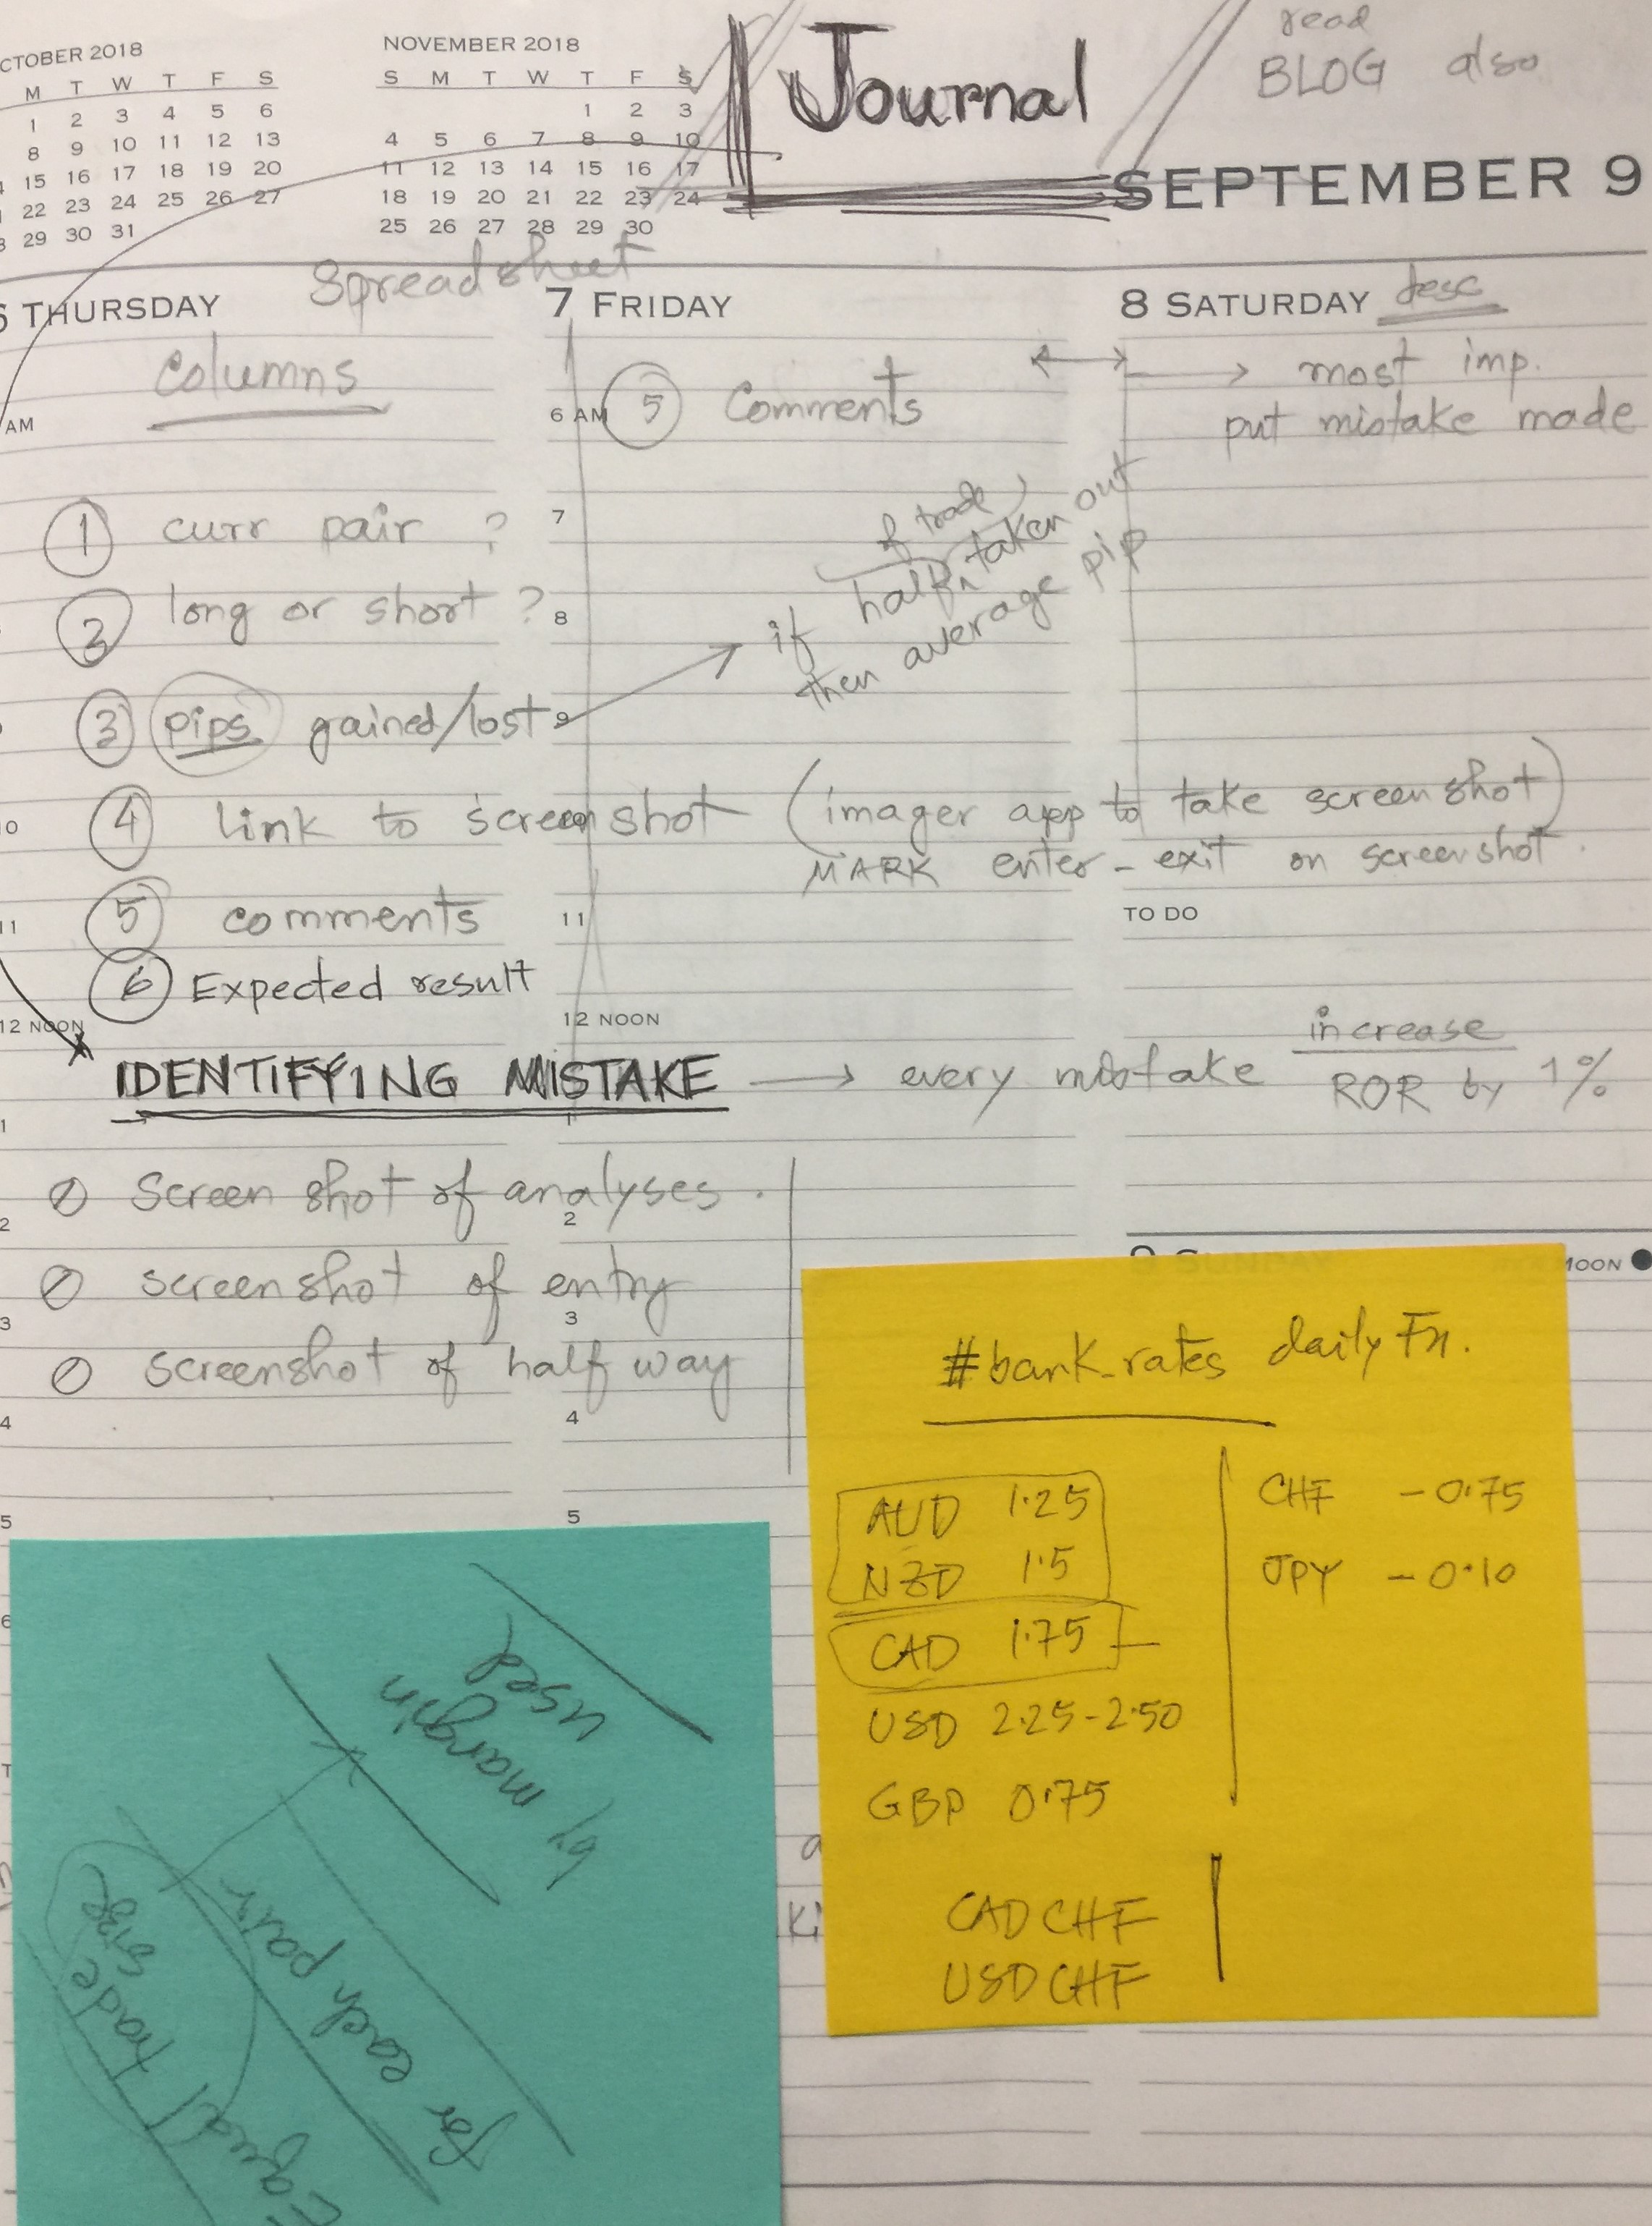 CTOBER 2018
M T W T F S
1 2 3 4 5 6
8 9 10 11 12 13
15 16 17 18 19 20
22 23 24 25 26 27
29 30 31
NOVEMBER 2018
S M T W T F S
1 2 3
4 5 6 7 8 9 10
11 12 13 14 15 16 17
18 19 20 21 22 23 24
25 26 27 28 29 30
Journal
read
BLOG also
SEPTEMBER 9
6 THURSDAY
Spreadsheet
7 FRIDAY
8 SATURDAY desc
columns
AM
6 AM
5 Comments
→ most imp.
put mistake made
1 curr pair ?
7
2 long or short ?
8
of trade
if half taken out
then average pip
3 pips gained/lost
9
4 link to screenshot (imager app to take screenshot)
MARK enter - exit on screenshot.
10
5 comments
11
11
TO DO
6 Expected result
12 NOON
12 NOON
IDENTIFYING MISTAKE → every mistake increase
ROR by 1%
1
1
Screen shot of analyses.
2
2
screenshot of entry
3
3
screenshot of half way
4
4
5
5
6
MOON
#bank_rates daily Fx.
AUD 1.25
NZD 1.5
CAD 1.75
USD 2.25-2.50
GBP 0.75
CHF -0.75
JPY -0.10
CADCHF
USDCHF
Equal trade size
for each pair
by margin
used